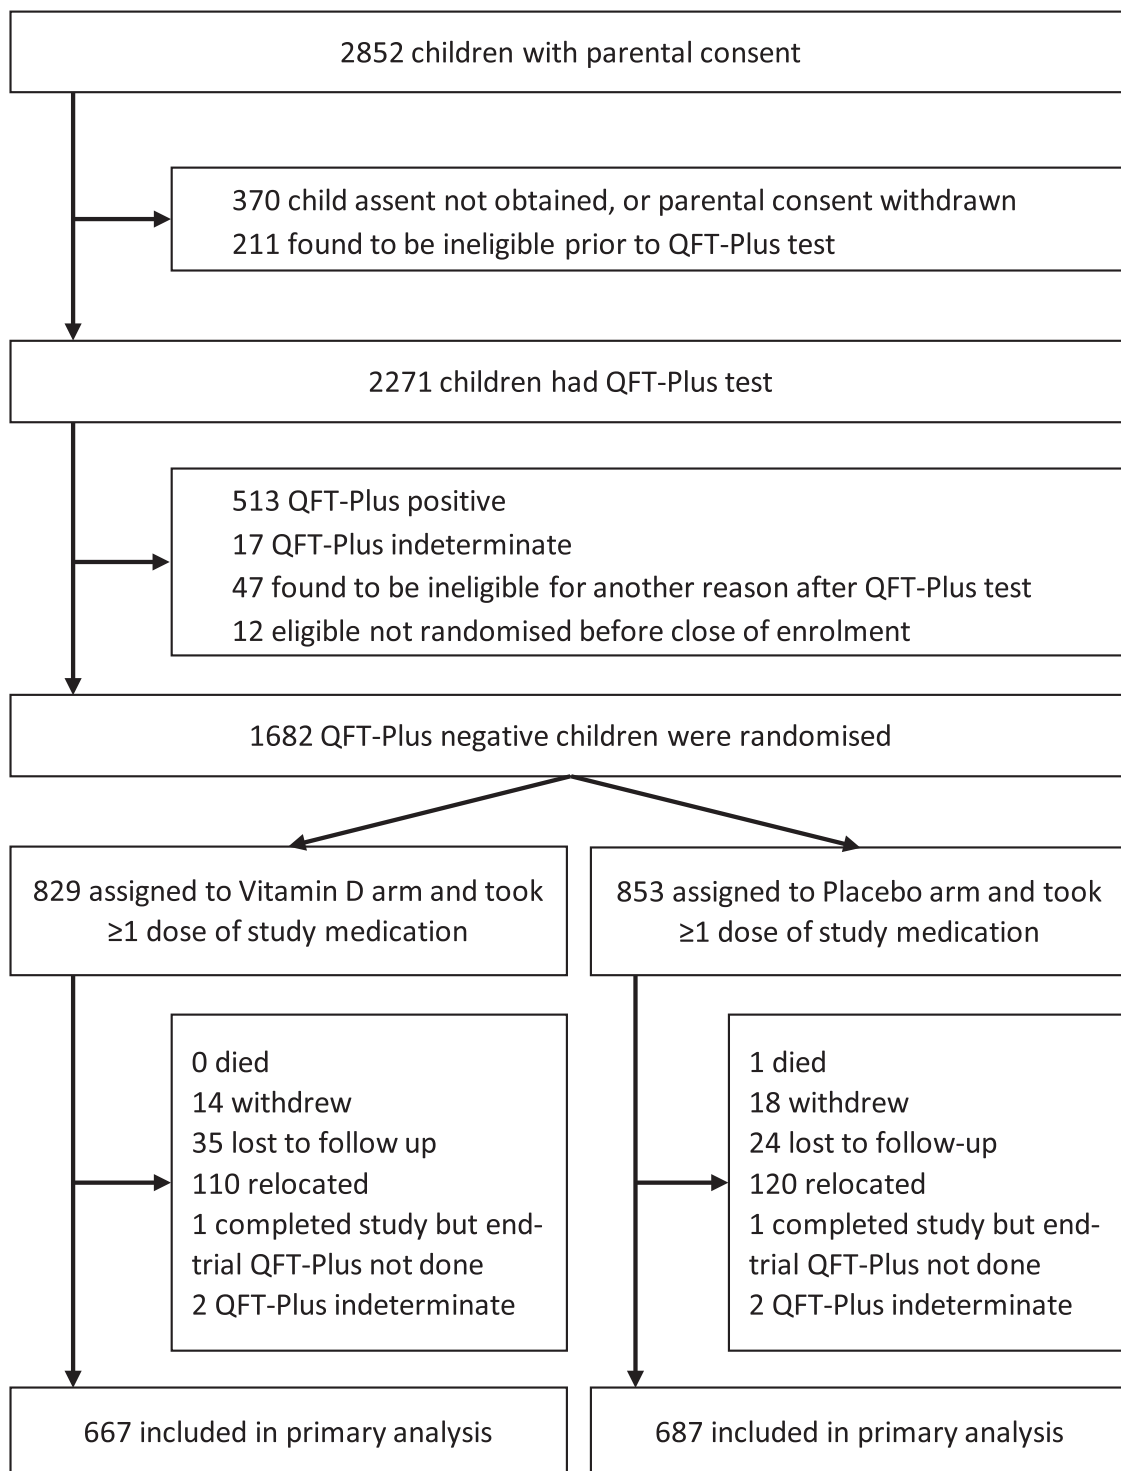 2852 children with parental consent
370 child assent not obtained, or parental consent withdrawn
211 found to be ineligible prior to QFT-Plus test
2271 children had QFT-Plus test
513 QFT-Plus positive
17 QFT-Plus indeterminate
47 found to be ineligible for another reason after QFT-Plus test
12 eligible not randomised before close of enrolment
1682 QFT-Plus negative children were randomised
829 assigned to Vitamin D arm and took
≥1 dose of study medication
853 assigned to Placebo arm and took
≥1 dose of study medication
0 died
14 withdrew
35 lost to follow up
110 relocated
1 completed study but end-
trial QFT-Plus not done
2 QFT-Plus indeterminate
1 died
18 withdrew
24 lost to follow-up
120 relocated
1 completed study but end-
trial QFT-Plus not done
2 QFT-Plus indeterminate
667 included in primary analysis
687 included in primary analysis